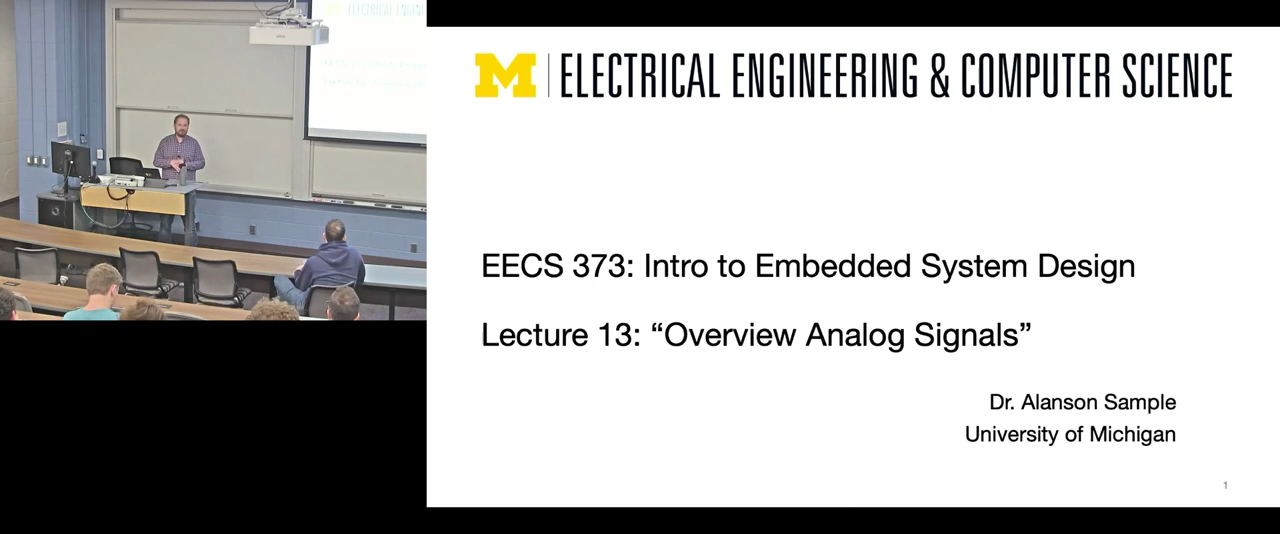 M ELECTRICAL ENGINEERING & COMPUTER SCIENCE
EECS 373: Intro to Embedded System Design
Lecture 13: “Overview Analog Signals”
Dr. Alanson Sample
University of Michigan
1